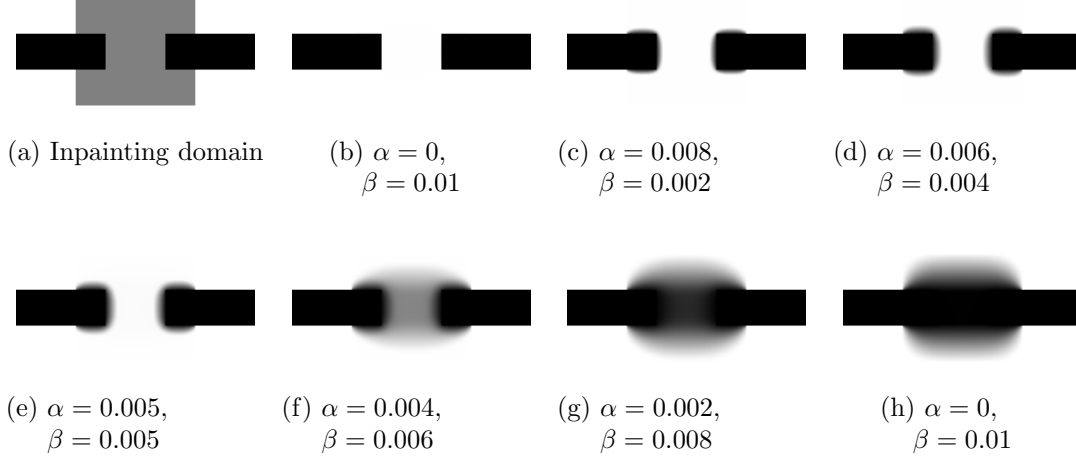 (a) Inpainting domain
(b) α = 0,
β = 0.01
(c) α = 0.008,
β = 0.002
(d) α = 0.006,
β = 0.004
(e) α = 0.005,
β = 0.005
(f) α = 0.004,
β = 0.006
(g) α = 0.002,
β = 0.008
(h) α = 0,
β = 0.01